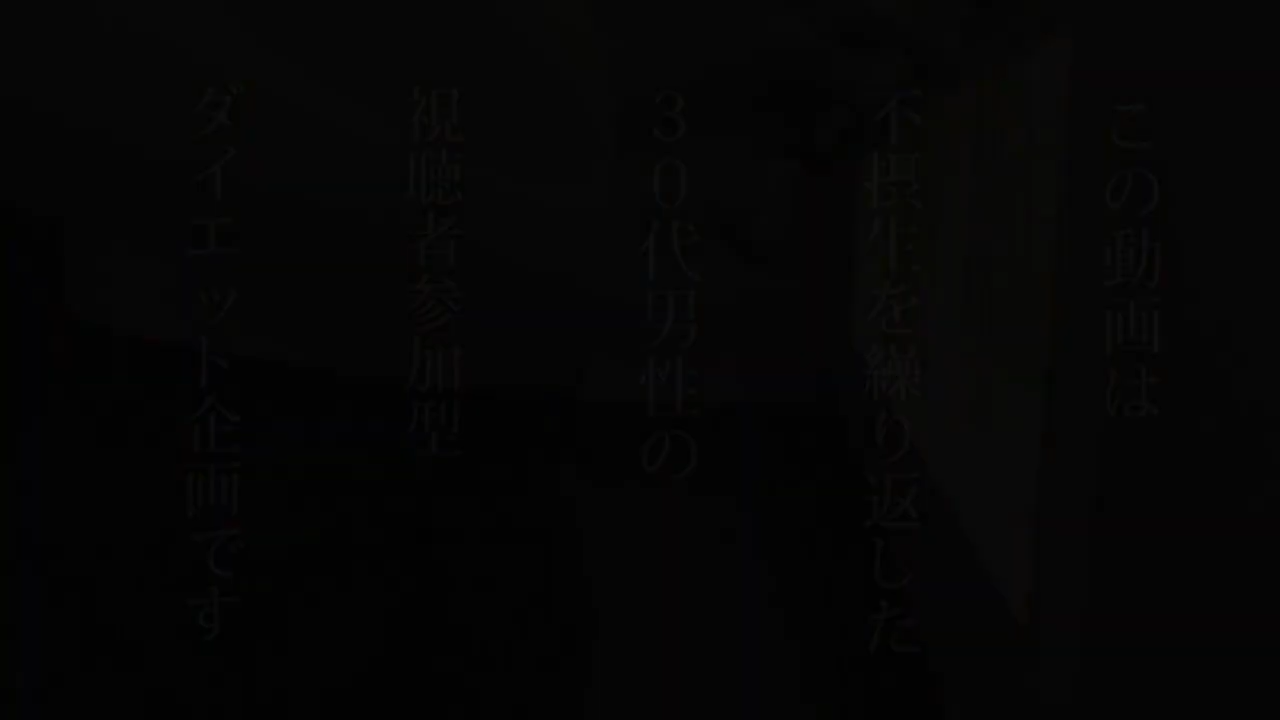 この動画は
不摂生を繰り返した
30代男性の
視聴者参加型
ダイエット企画です